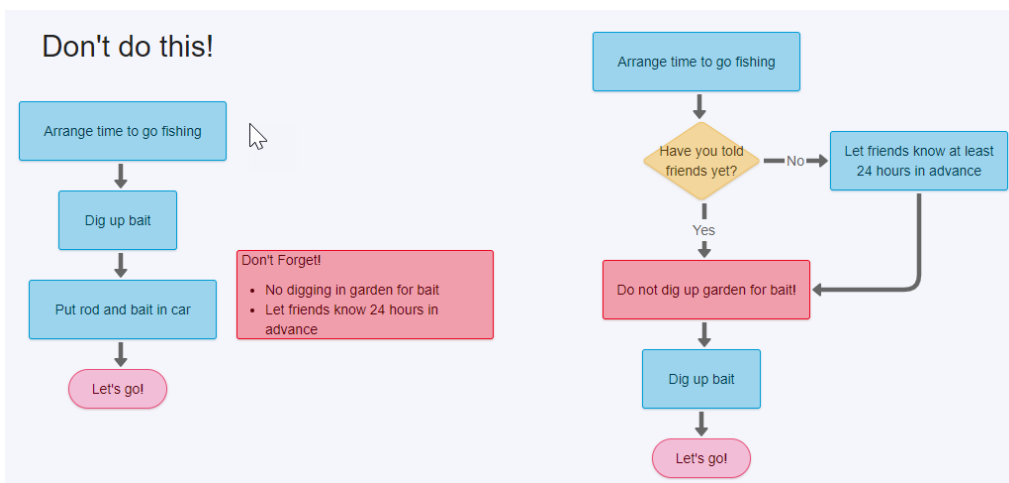 Don't do this!
Arrange time to go fishing
Dig up bait
Put rod and bait in car
Let's go!
Don't Forget!
• No digging in garden for bait
• Let friends know 24 hours in
advance
Arrange time to go fishing
Have you told
friends yet?
No
Let friends know at least
24 hours in advance
Yes
Do not dig up garden for bait!
Dig up bait
Let's go!